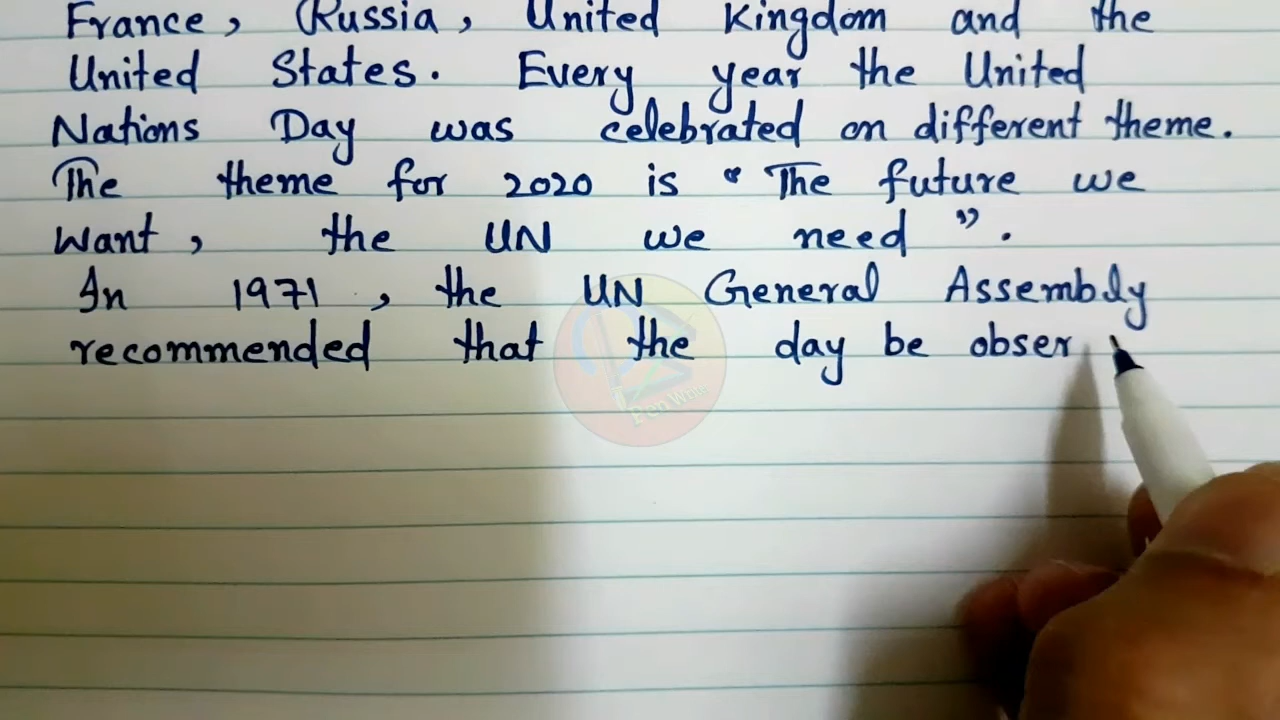 France, Russia, United Kingdom and the
United States. Every year the United
Nations Day was celebrated on different theme.
The theme for 2020 is " The future we
Want, the UN we need ".
In 1971, the UN General Assembly
recommended that the day be obser
Pen White